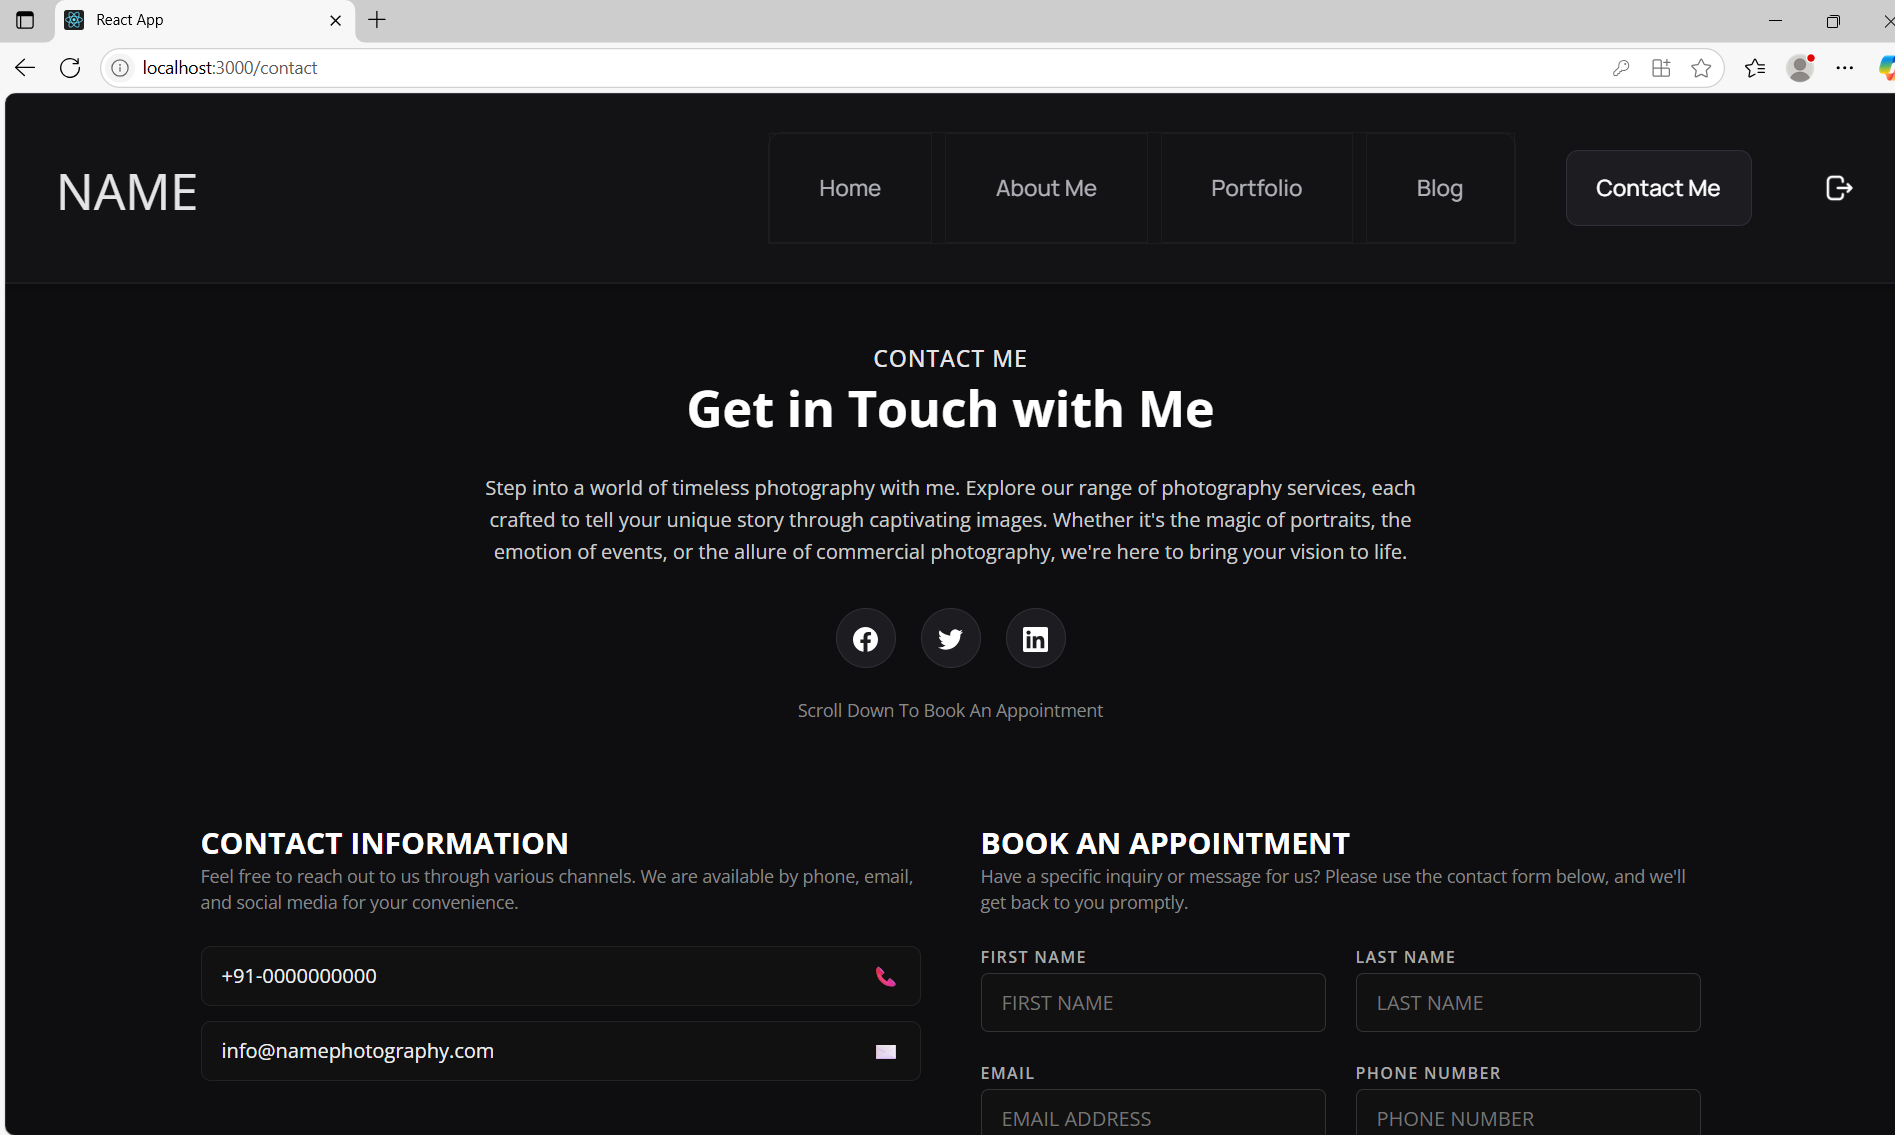 React App
localhost:3000/contact
NAME
Home
About Me
Portfolio
Blog
Contact Me
CONTACT ME
Get in Touch with Me
Step into a world of timeless photography with me. Explore our range of photography services, each
crafted to tell your unique story through captivating images. Whether it's the magic of portraits, the
emotion of events, or the allure of commercial photography, we're here to bring your vision to life.
Scroll Down To Book An Appointment
CONTACT INFORMATION
Feel free to reach out to us through various channels. We are available by phone, email,
and social media for your convenience.
+91-0000000000
info@namephotography.com
BOOK AN APPOINTMENT
Have a specific inquiry or message for us? Please use the contact form below, and we'll
get back to you promptly.
FIRST NAME
LAST NAME
FIRST NAME
LAST NAME
EMAIL
PHONE NUMBER
EMAIL ADDRESS
PHONE NUMBER